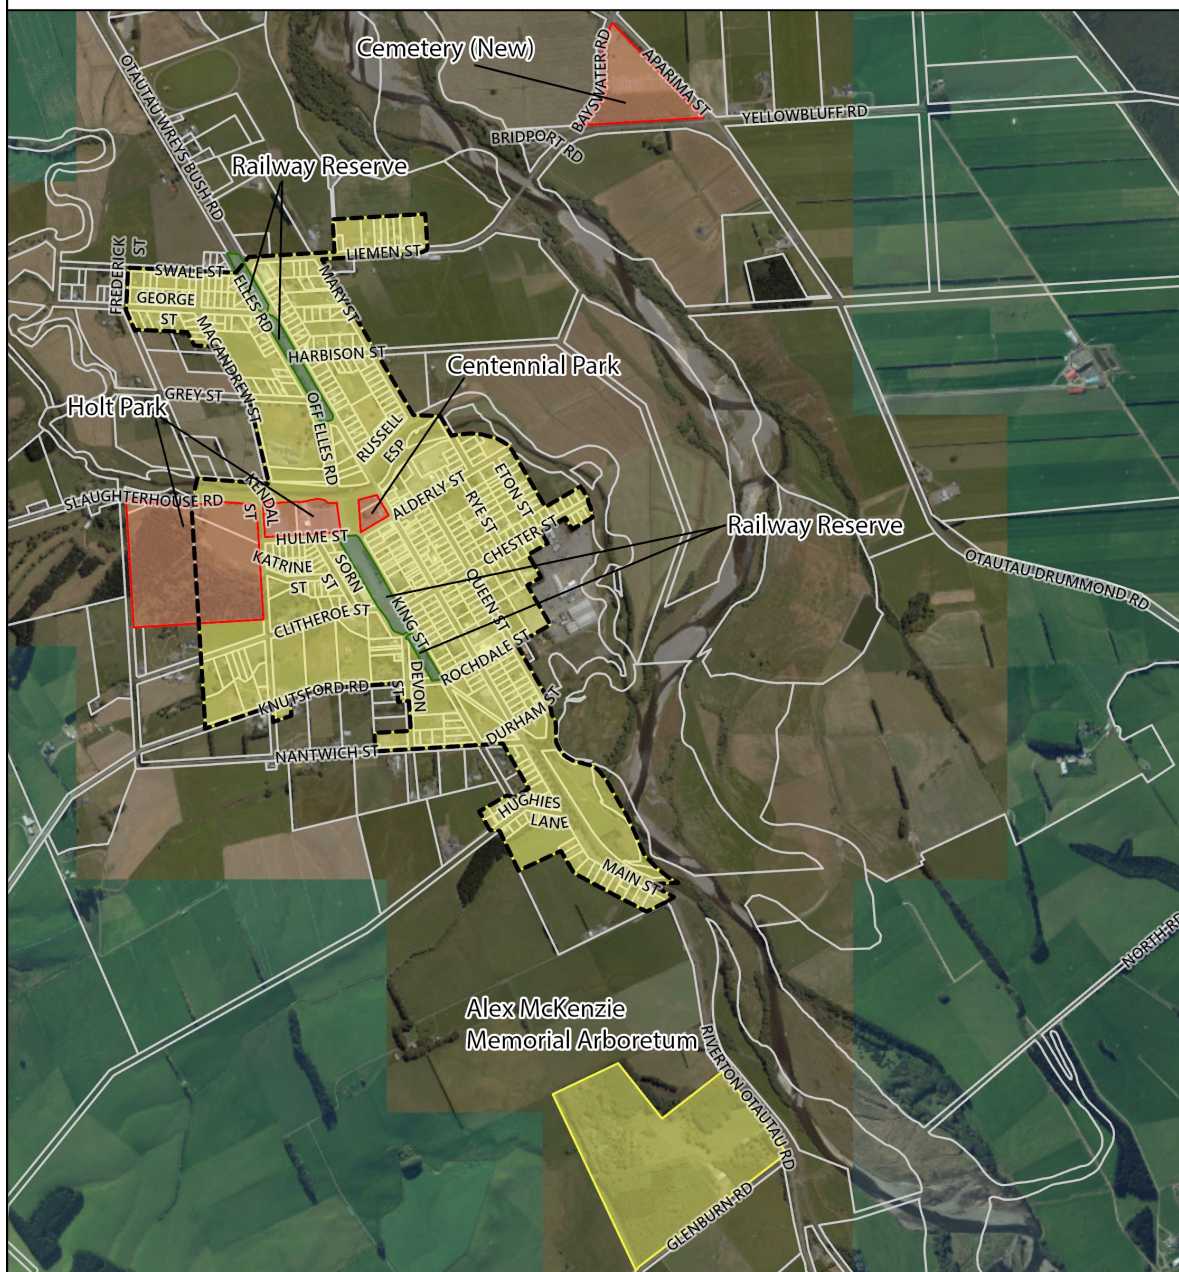 Cemetery (New)
BAYSWATER RD
APARIMA ST
OTAUTAU WREYS BUSH RD
YELLOWBLUFF RD
BRIDPORT RD
Railway Reserve
FREDERICK
ST
LIEMEN ST
SWALE ST
ELLES RD
MARY ST
GEORGE
ST
MACANDREW ST
HARBISON ST
Centennial Park
GREY ST
Holt Park
OFF ELLES RD
RUSSELL
ESP
SLAUGHTERHOUSE RD
KENDAL
ST
ALDERLY ST
RYE ST
ETON ST
CHESTER ST
Railway Reserve
HULME ST
KATRINE
ST
SORN
ST
OTAUTAU DRUMMOND RD
CLITHEROE ST
KING ST
QUEEN ST
ROCHDALE ST
DEVON
ST
KNUTSFORD RD
DURHAM ST
NANTWICH ST
HUGHIES
LANE
MAIN ST
NORTH RD
Alex McKenzie
Memorial Arboretum
RIVERTON OTAUTAU RD
GLENBURN RD